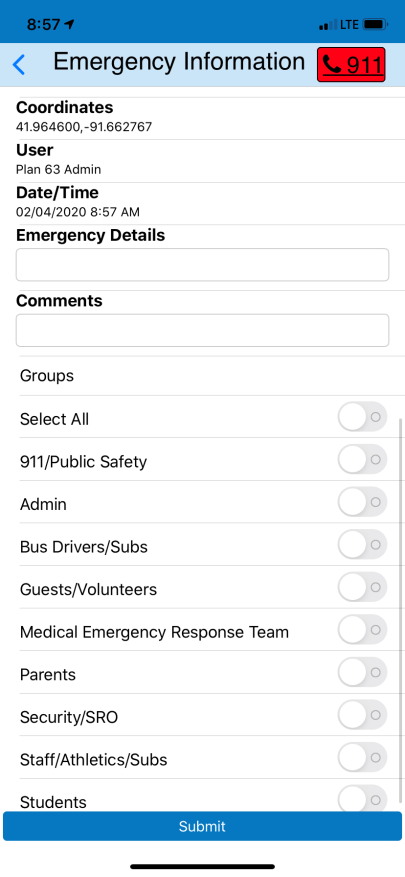 8:57 LTE
Emergency Information 911
Coordinates
41.964600,-91.662767
User
Plan 63 Admin
Date/Time
02/04/2020 8:57 AM
Emergency Details
Comments
Groups
Select All
911/Public Safety
Admin
Bus Drivers/Subs
Guests/Volunteers
Medical Emergency Response Team
Parents
Security/SRO
Staff/Athletics/Subs
Students
Submit